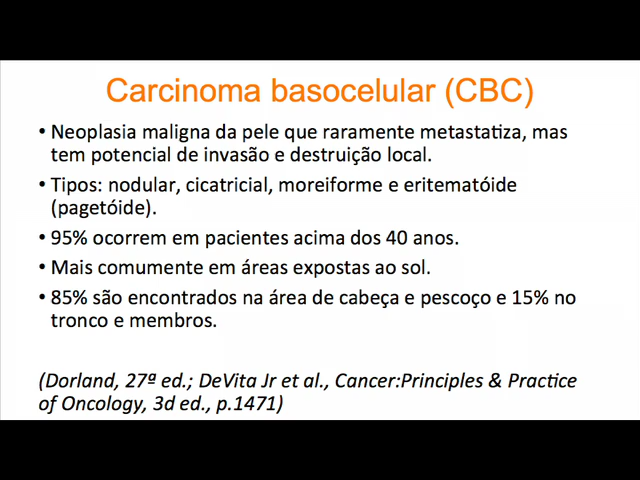 Carcinoma basocelular (CBC)
• Neoplasia maligna da pele que raramente metastatiza, mas
tem potencial de invasão e destruição local.
• Tipos: nodular, cicatricial, moreiforme e eritematóide
(pagetóide).
• 95% ocorrem em pacientes acima dos 40 anos.
• Mais comumente em áreas expostas ao sol.
• 85% são encontrados na área de cabeça e pescoço e 15% no
tronco e membros.
(Dorland, 27ª ed.; DeVita Jr et al., Cancer:Principles & Practice
of Oncology, 3d ed., p.1471)